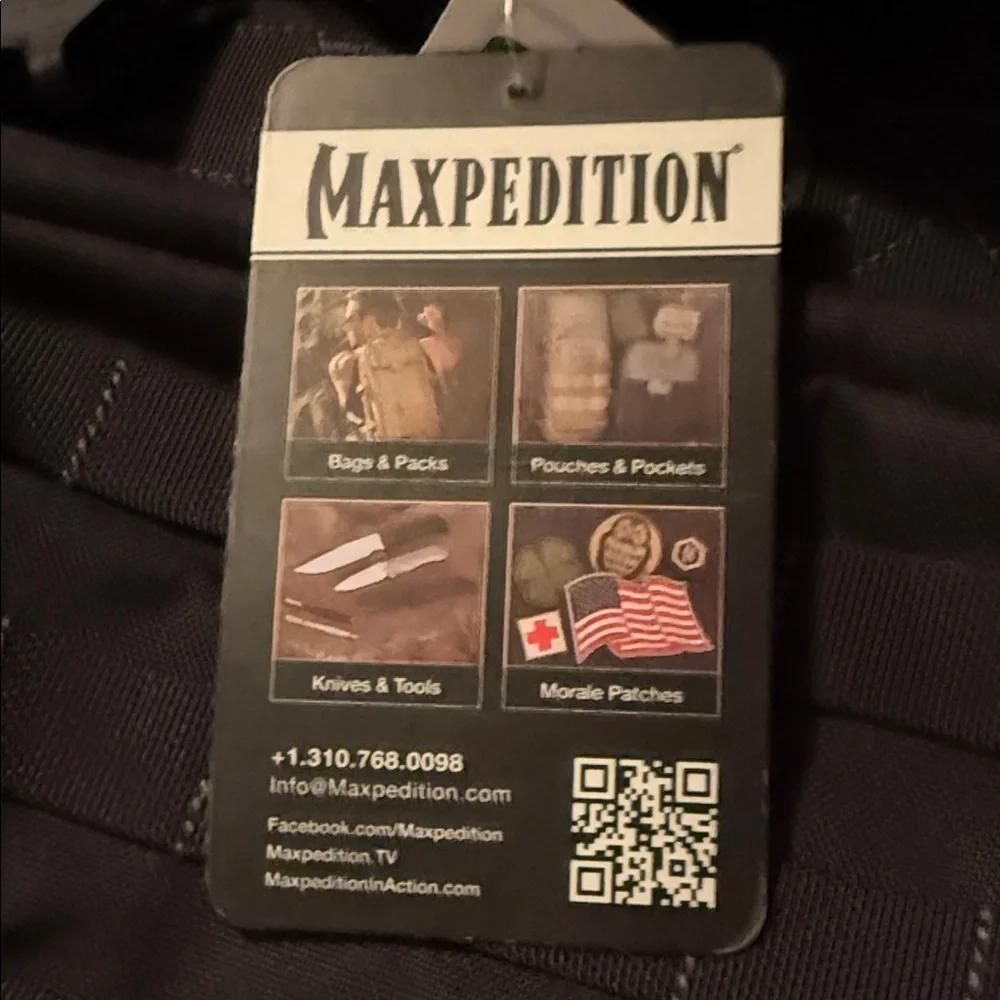 MAXPEDITION®
Bags & Packs
Pouches & Pockets
Knives & Tools
Morale Patches
+1.310.768.0098
Info@Maxpedition.com
Facebook.com/Maxpedition
Maxpedition.TV
MaxpeditionInAction.com